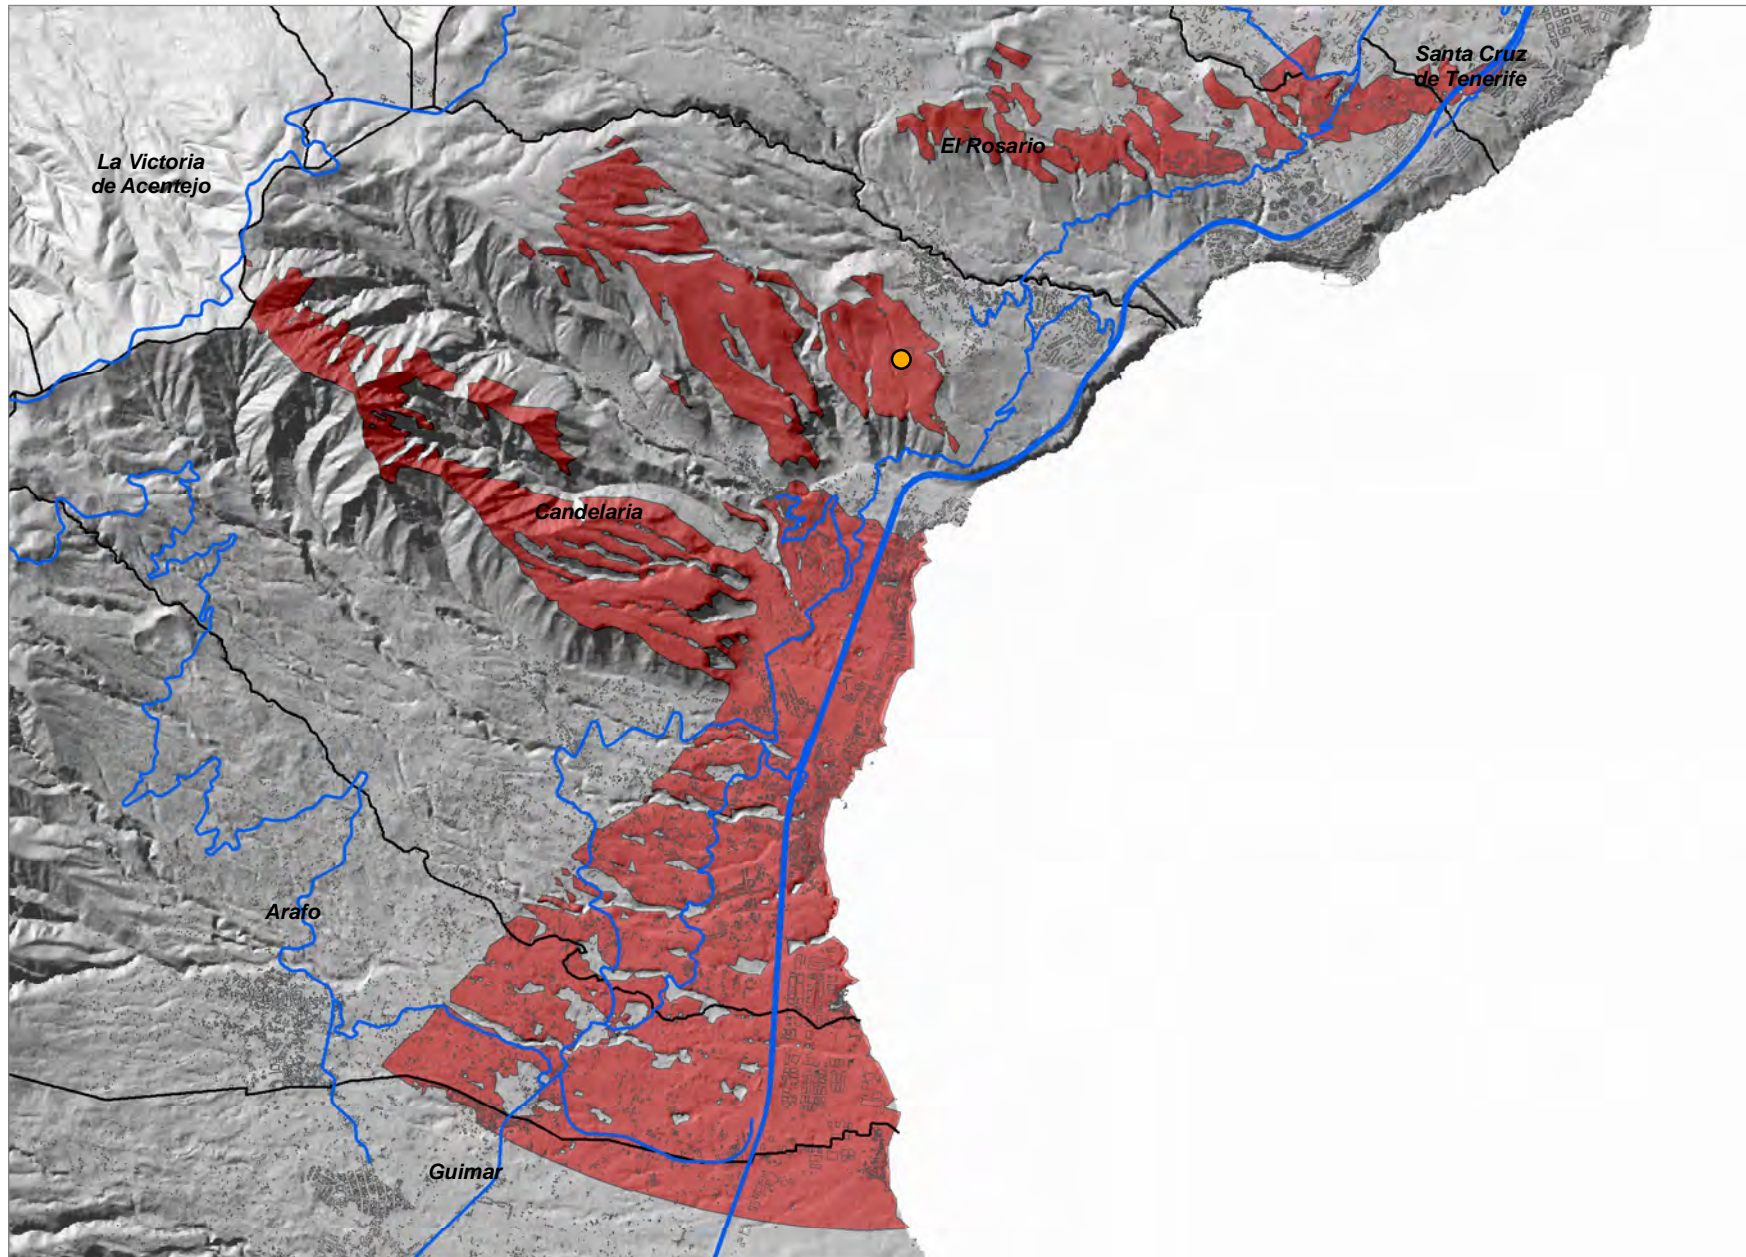 Santa Cruz
de Tenerife
El Rosario
La Victoria
de Acentejo
Candelaria
Arafo
Guimar